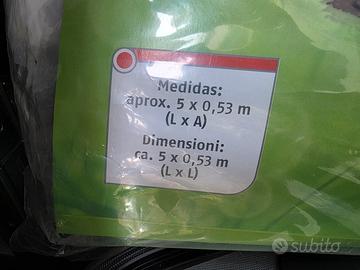 Medidas:
aprox. 5 x 0,53 m
(L x A)
Dimensioni:
ca. 5 x 0,53 m
(L x L)
subito